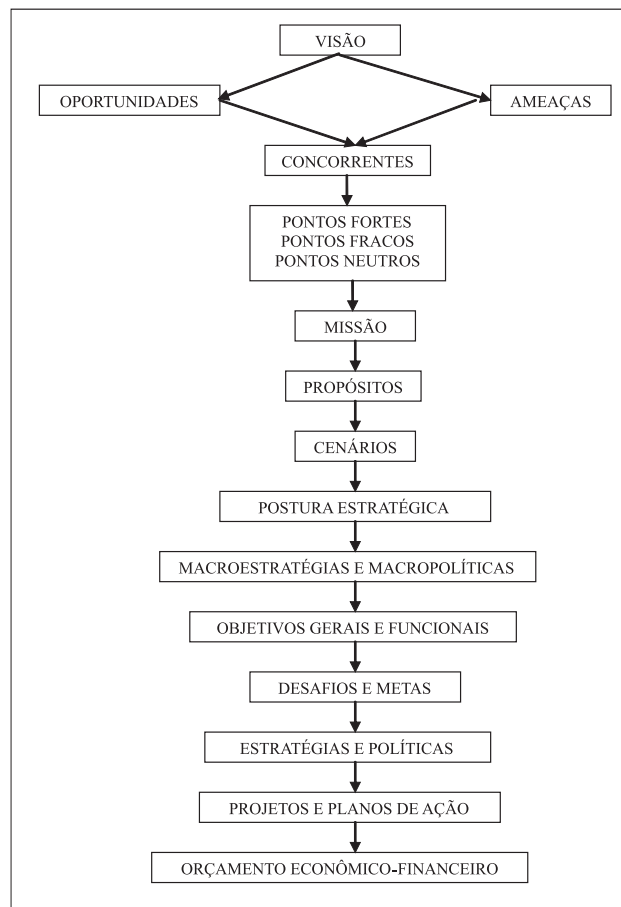 VISÃO
OPORTUNIDADES
AMEAÇAS
CONCORRENTES
PONTOS FORTES
PONTOS FRACOS
PONTOS NEUTROS
MISSÃO
PROPÓSITOS
CENÁRIOS
POSTURA ESTRATÉGICA
MACROESTRATÉGIAS E MACROPOLÍTICAS
OBJETIVOS GERAIS E FUNCIONAIS
DESAFIOS E METAS
ESTRATÉGIAS E POLÍTICAS
PROJETOS E PLANOS DE AÇÃO
ORÇAMENTO ECONÔMICO-FINANCEIRO